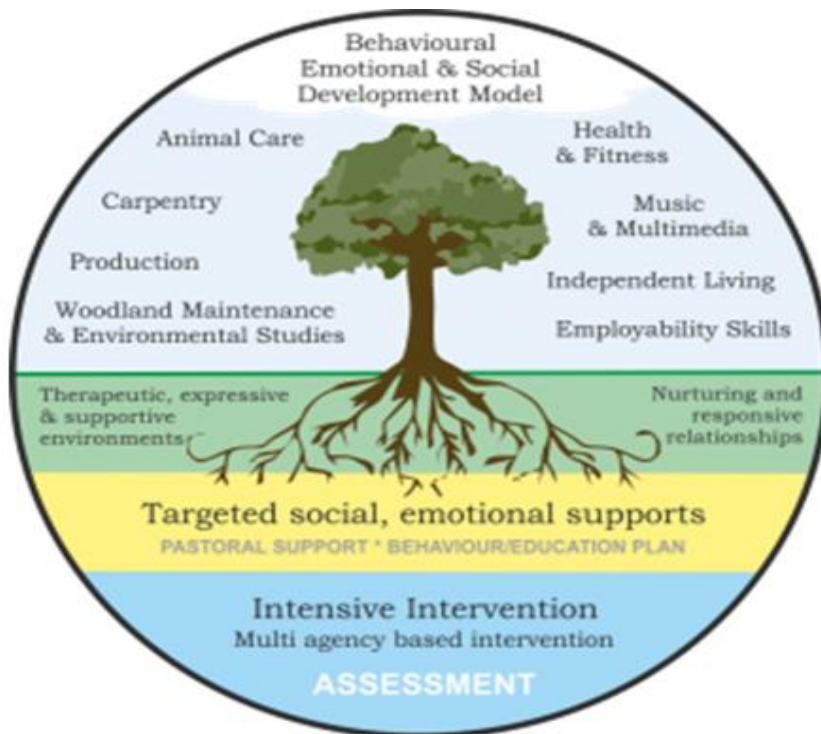 Behavioural
Emotional & Social
Development Model
Animal Care
Carpentry
Production
Woodland Maintenance
& Environmental Studies
Health
& Fitness
Music
& Multimedia
Independent Living
Employability Skills
Therapeutic, expressive
& supportive
environments
Nurturing and
responsive
relationships
Targeted social, emotional supports
PASTORAL SUPPORT * BEHAVIOUR/EDUCATION PLAN
Intensive Intervention
Multi agency based intervention
ASSESSMENT